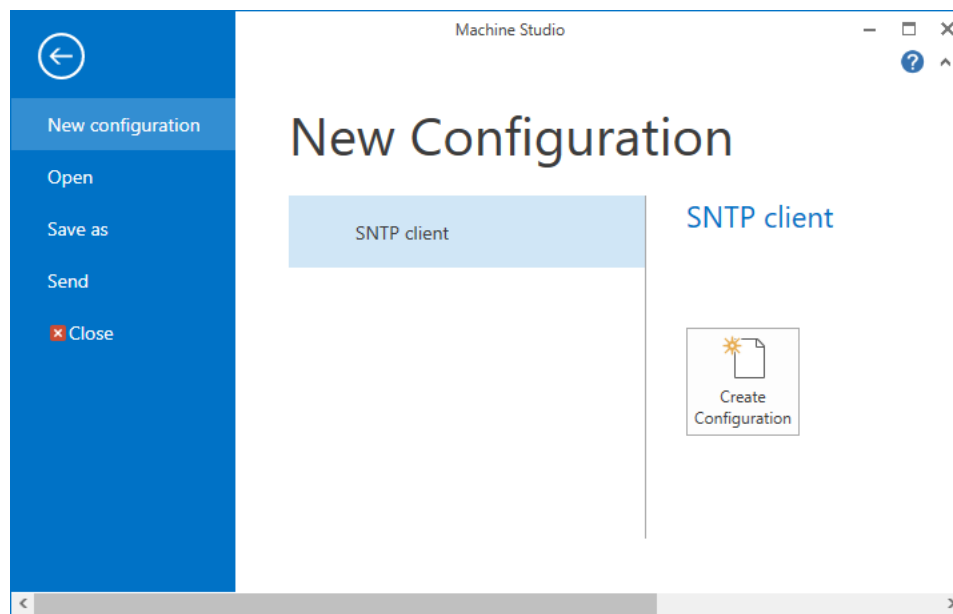 Machine Studio
New configuration
Open
Save as
Send
Close
New Configuration
SNTP client
SNTP client
Create
Configuration